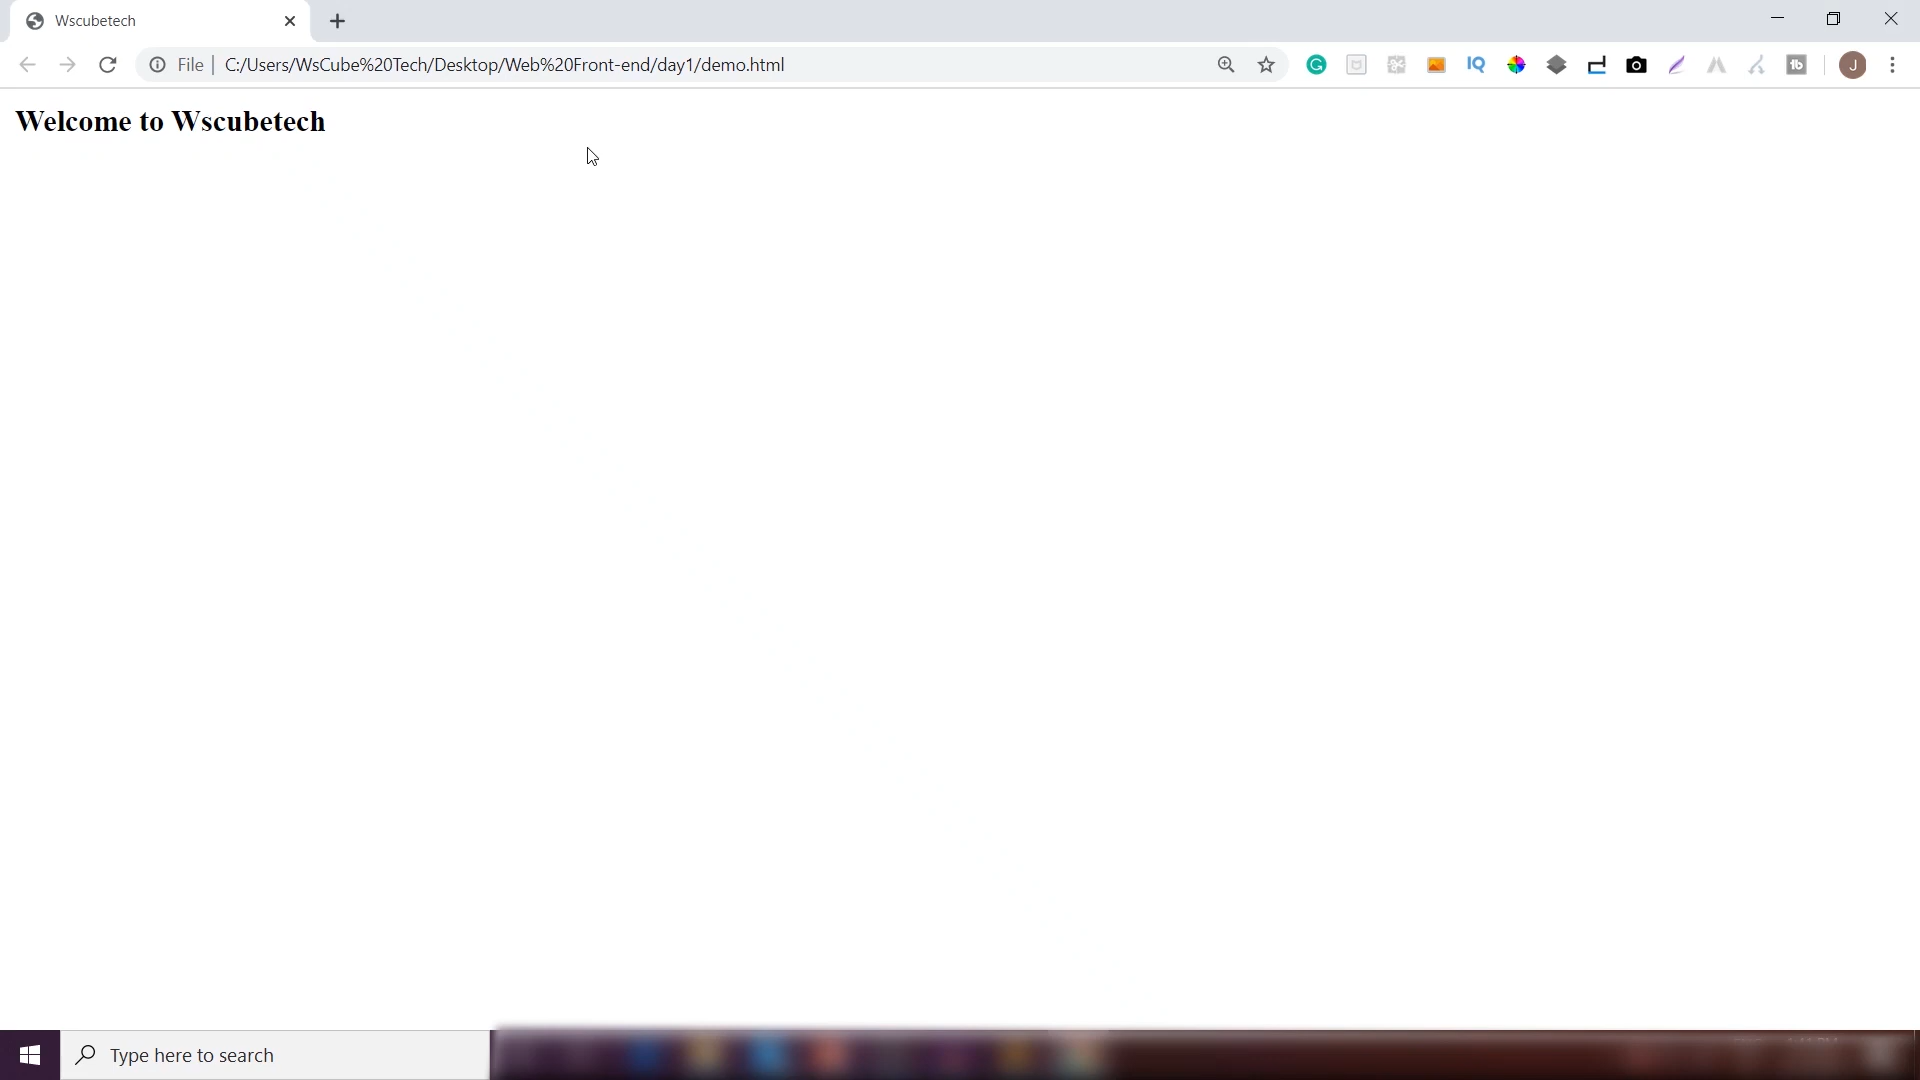 Wscubetech
File | C:/Users/WsCube%20Tech/Desktop/Web%20Front-end/day1/demo.html
IQ
tb
J
Welcome to Wscubetech
Type here to search